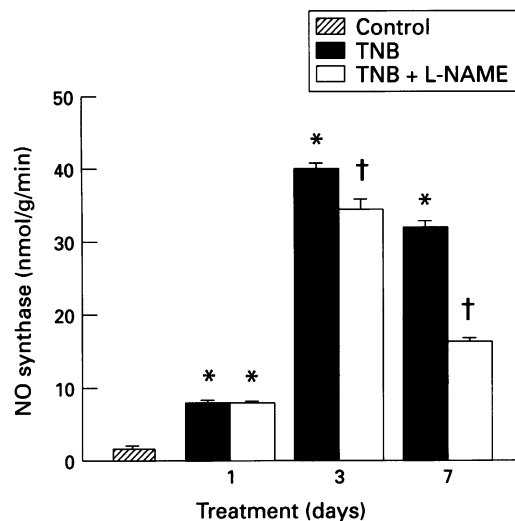 Control
TNB
TNB + L-NAME
NO synthase (nmol/g/min)
50
40
30
20
10
0
* * * † * †
1 3 7
Treatment (days)